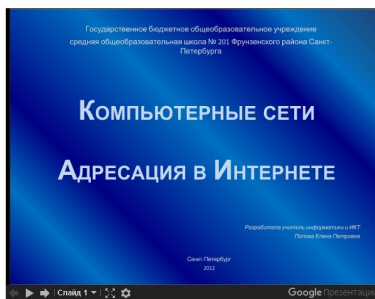 Государственное бюджетное общеобразовательное учреждение
средняя общеобразовательная школа № 201 Фрунзенского района Санкт-
Петербурга
Компьютерные сети
Адресация в Интернете
Разработала учитель информатики и ИКТ
Попова Елена Петровна
Санкт-Петербург
2012
Слайд 1
Google Презентации